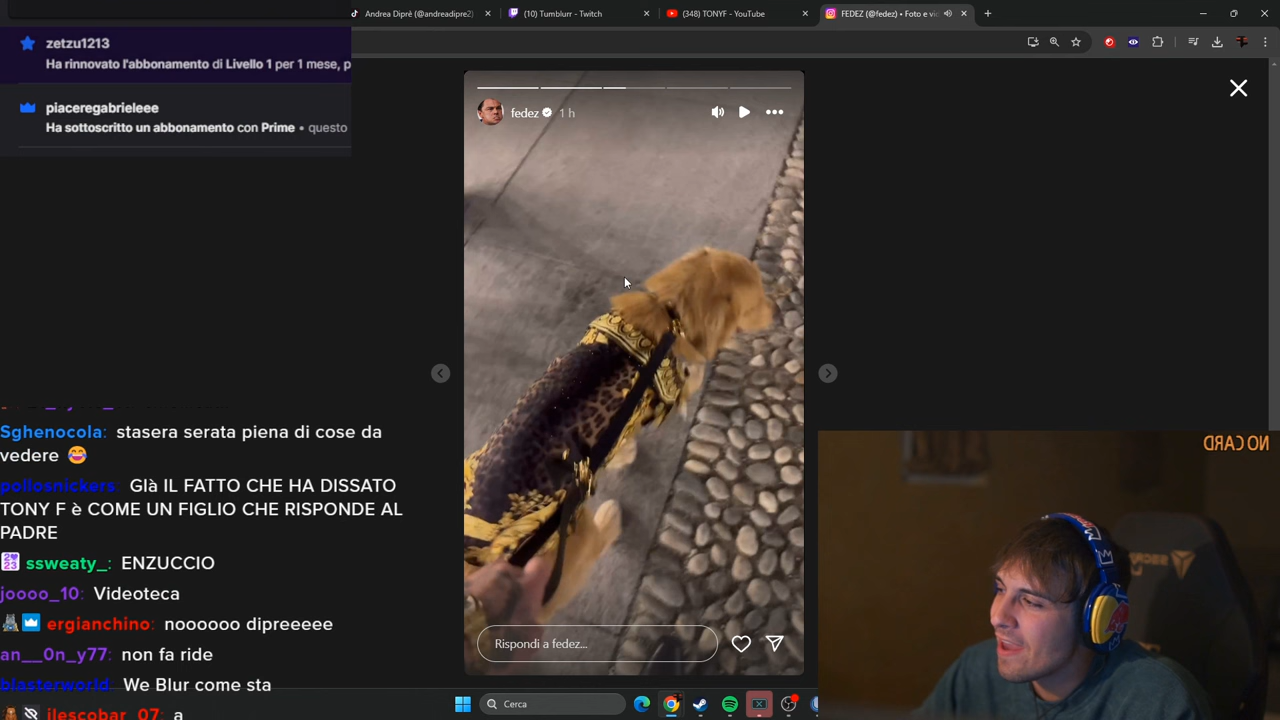 Andrea Diprè (@andreadipre2)
(10) Tumblurr - Twitch
(348) TONYF - YouTube
FEDEZ (@fedez) • Foto e vi
zetzu1213
Ha rinnovato l'abbonamento di Livello 1 per 1 mese, p
piaceregabrieleee
Ha sottoscritto un abbonamento con Prime • questo
fedez 1 h
Sghenocola: stasera serata piena di cose da
vedere 😂
pollosnickers: GIà IL FATTO CHE HA DISSATO
TONY F è COME UN FIGLIO CHE RISPONDE AL
PADRE
ssweaty_: ENZUCCIO
joooo_10: Videoteca
ergianchino: noooooo dipreeeee
an__0n_y77: non fa ride
blasterworld: We Blur come sta
ilescobar_07: a
Rispondi a fedez...
NO CARD
Cerca